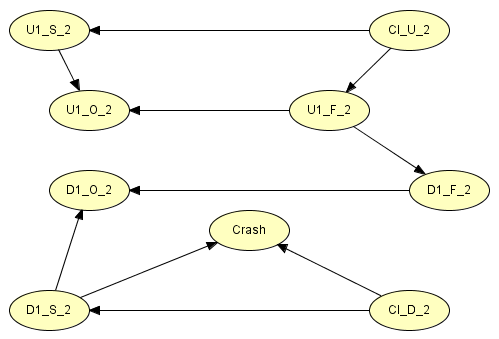 U1_S_2
CI_U_2
U1_O_2
U1_F_2
D1_O_2
D1_F_2
Crash
D1_S_2
CI_D_2